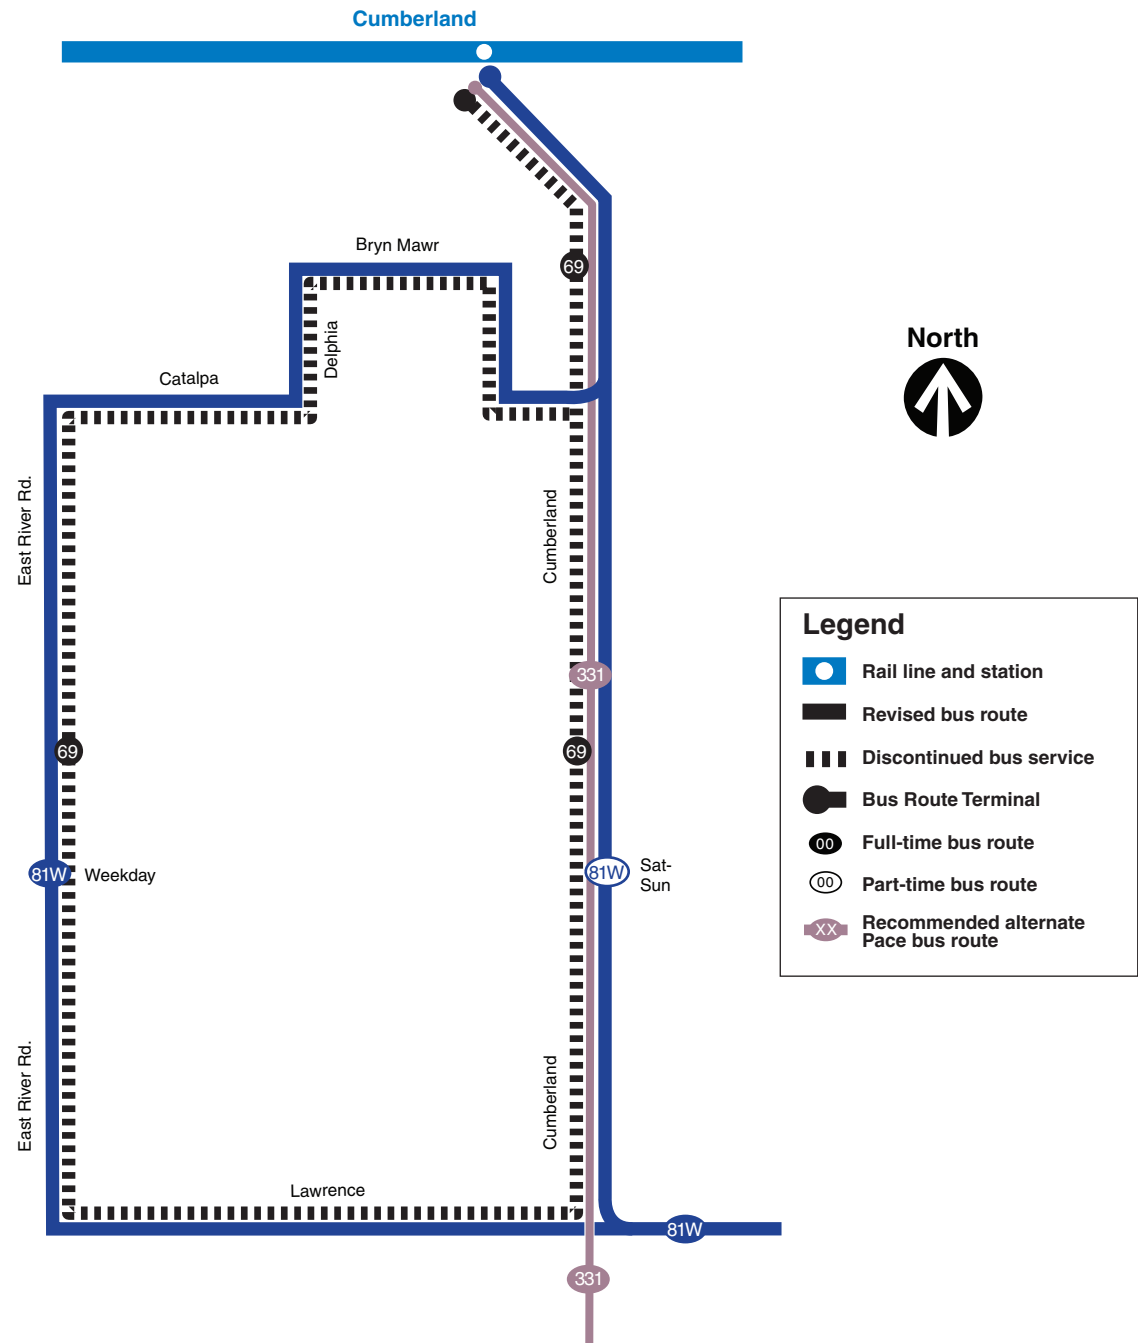 Cumberland
Bryn Mawr
69
Delphia
North
Catalpa
East River Rd.
Cumberland
Legend
Rail line and station
331
Revised bus route
69
69
Discontinued bus service
Bus Route Terminal
00 Full-time bus route
81W Weekday
81W Sat-
Sun
00 Part-time bus route
XX Recommended alternate
Pace bus route
East River Rd.
Cumberland
Lawrence
81W
331